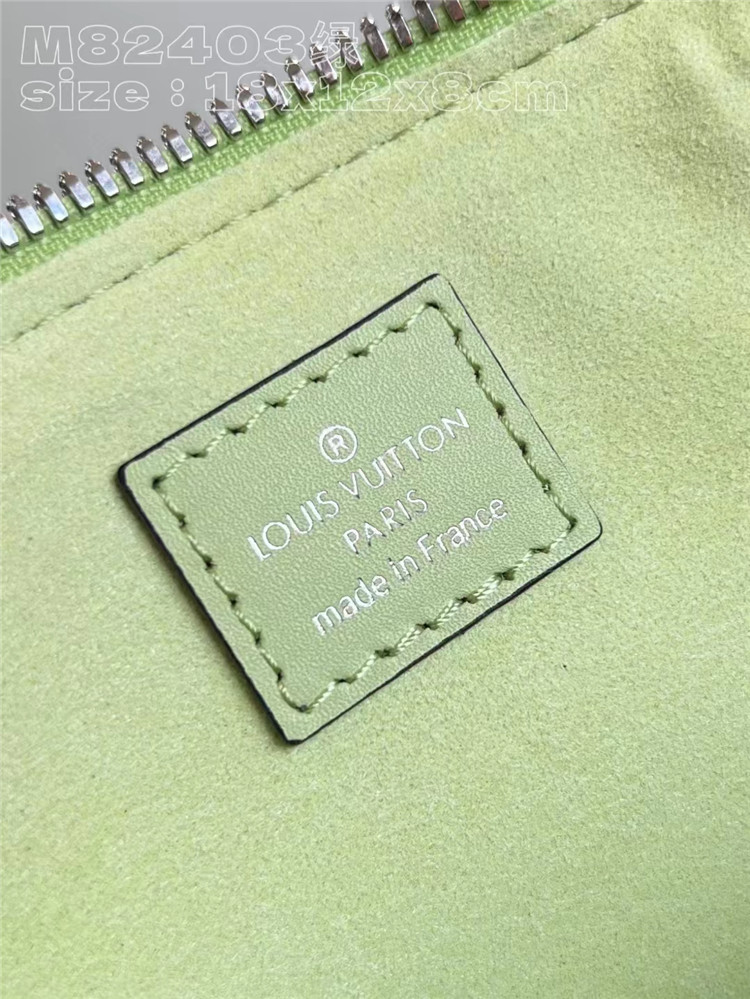 M82403绿
size：18x12x8cm
®
LOUIS VUITTON
PARIS
made in France